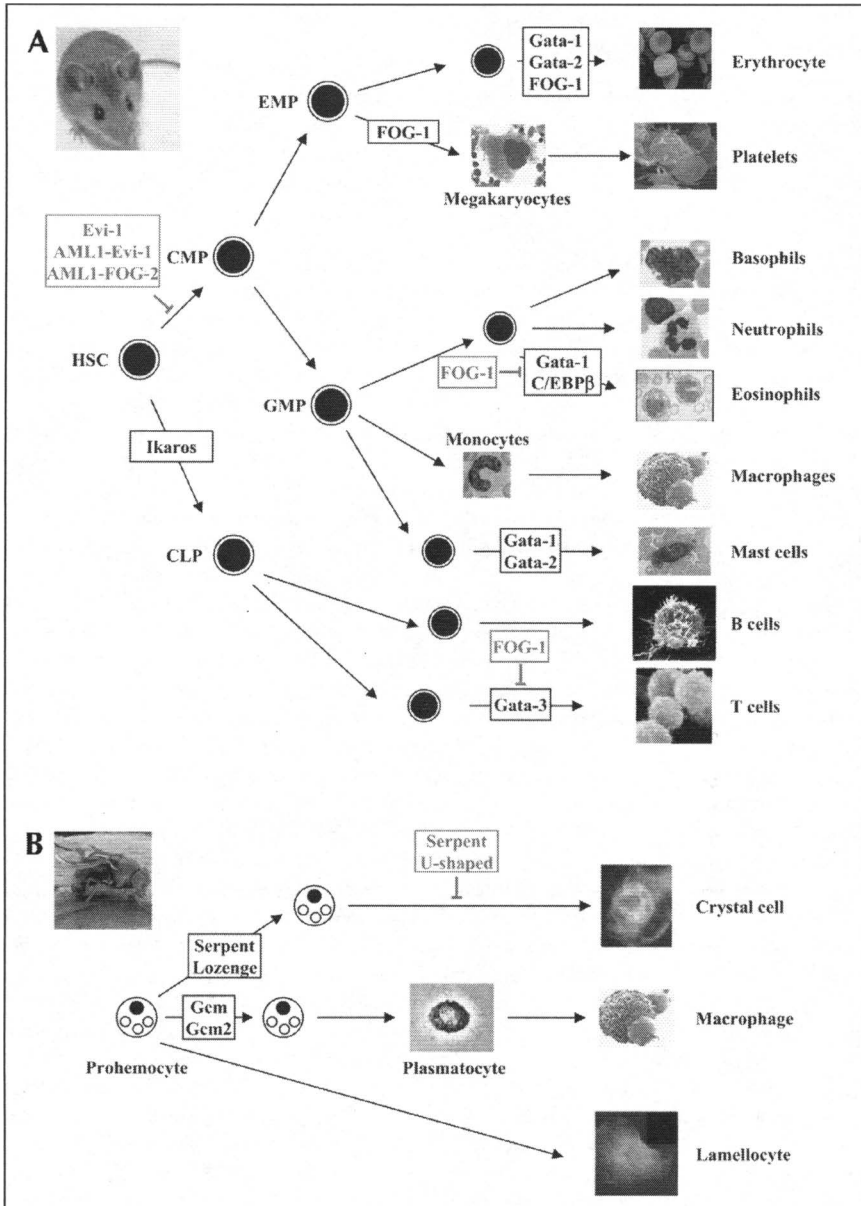 A
EMP
Gata-1
Gata-2
FOG-1
Erythrocyte
FOG-1
Megakaryocytes
Platelets
Evi-1
AML1-Evi-1
AML1-FOG-2
CMP
HSC
Basophils
Neutrophils
FOG-1
Gata-1
C/EBPβ
Eosinophils
GMP
Ikaros
Monocytes
Macrophages
CLP
Gata-1
Gata-2
Mast cells
B cells
FOG-1
Gata-3
T cells
B
Serpent
U-shaped
Crystal cell
Serpent
Lozenge
Gcm
Gcm2
Prohemocyte
Plasmatocyte
Macrophage
Lamellocyte